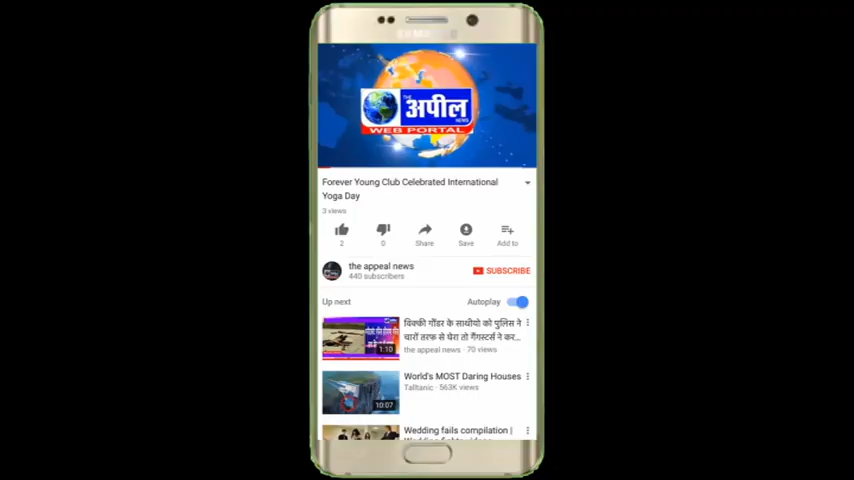 THE
अपील
NEWS
WEB PORTAL
Forever Young Club Celebrated International
Yoga Day
3 views
2
0
Share
Save
Add to
the appeal news
440 subscribers
SUBSCRIBE
Up next
Autoplay
विक्की गौंडर के साथीयो को पुलिस ने
चारों तरफ से घेरा तो गैंगस्टर्स ने कर...
the appeal news · 70 views
1:10
World's MOST Daring Houses
Talltanic · 563K views
10:07
Wedding fails compilation |